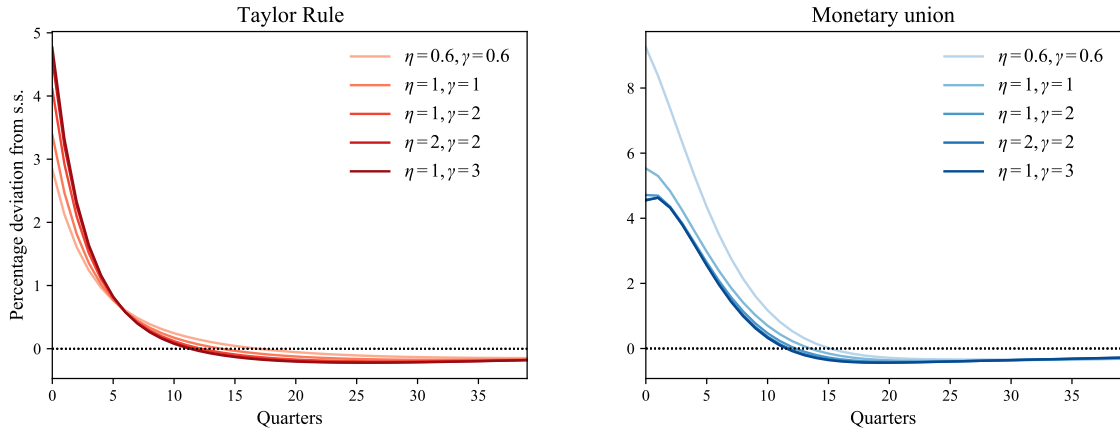 Taylor Rule
Percentage deviation from s.s.
5
4
3
2
1
0
η = 0.6, γ = 0.6
η = 1, γ = 1
η = 1, γ = 2
η = 2, γ = 2
η = 1, γ = 3
0 5 10 15 20 25 30 35
Quarters
Monetary union
8
6
4
2
0
η = 0.6, γ = 0.6
η = 1, γ = 1
η = 1, γ = 2
η = 2, γ = 2
η = 1, γ = 3
0 5 10 15 20 25 30 35
Quarters